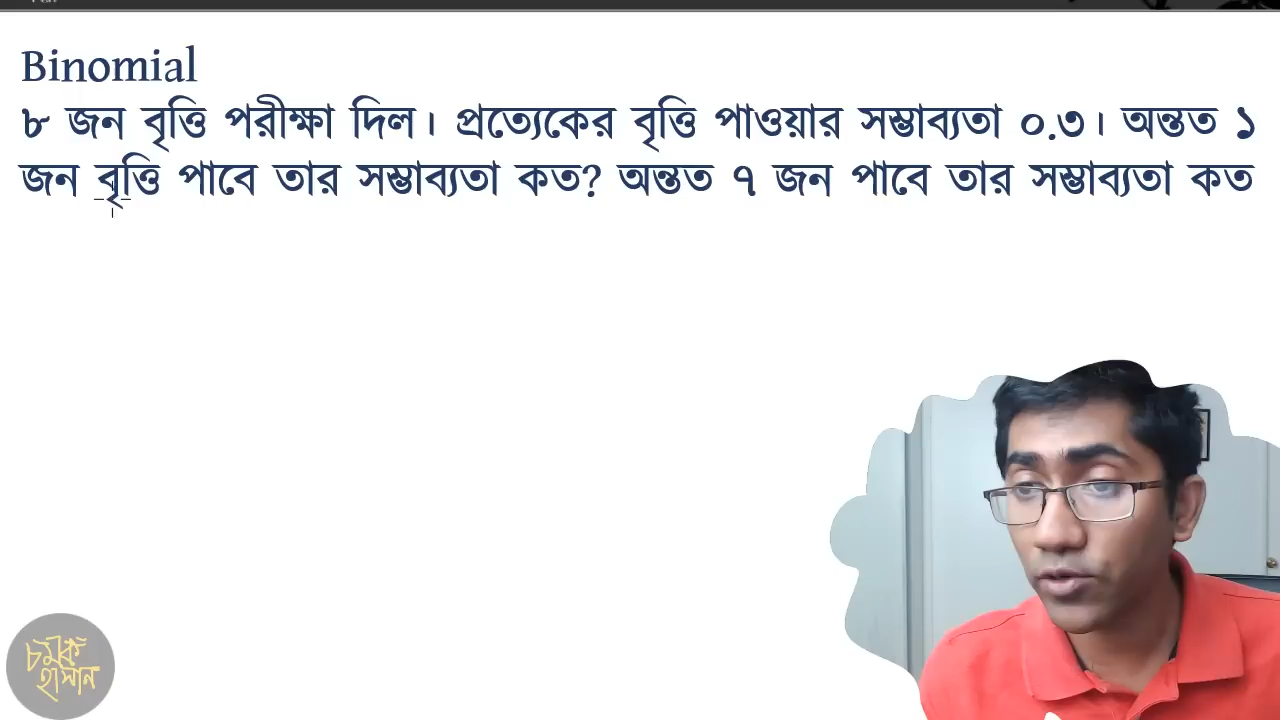 Binomial
৮ জন বৃত্তি পরীক্ষা দিল। প্রত্যেকের বৃত্তি পাওয়ার সম্ভাব্যতা ০.৩। অন্তত ১
জন বৃত্তি পাবে তার সম্ভাব্যতা কত? অন্তত ৭ জন পাবে তার সম্ভাব্যতা কত
চমক
হাসান